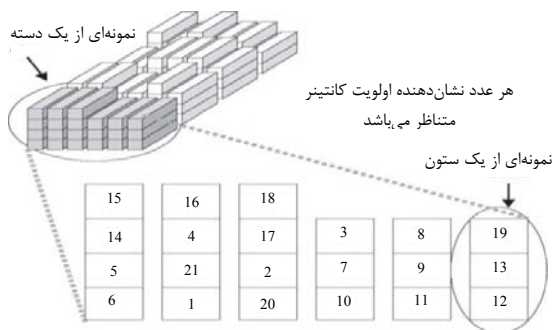 نمونه‌ای از یک دسته
هر عدد نشان‌دهنده اولویت کانتینر
متناظر می‌باشد
نمونه‌ای از یک ستون
15 16 18
14 4 17 3 8 19
5 21 2 7 9 13
6 1 20 10 11 12